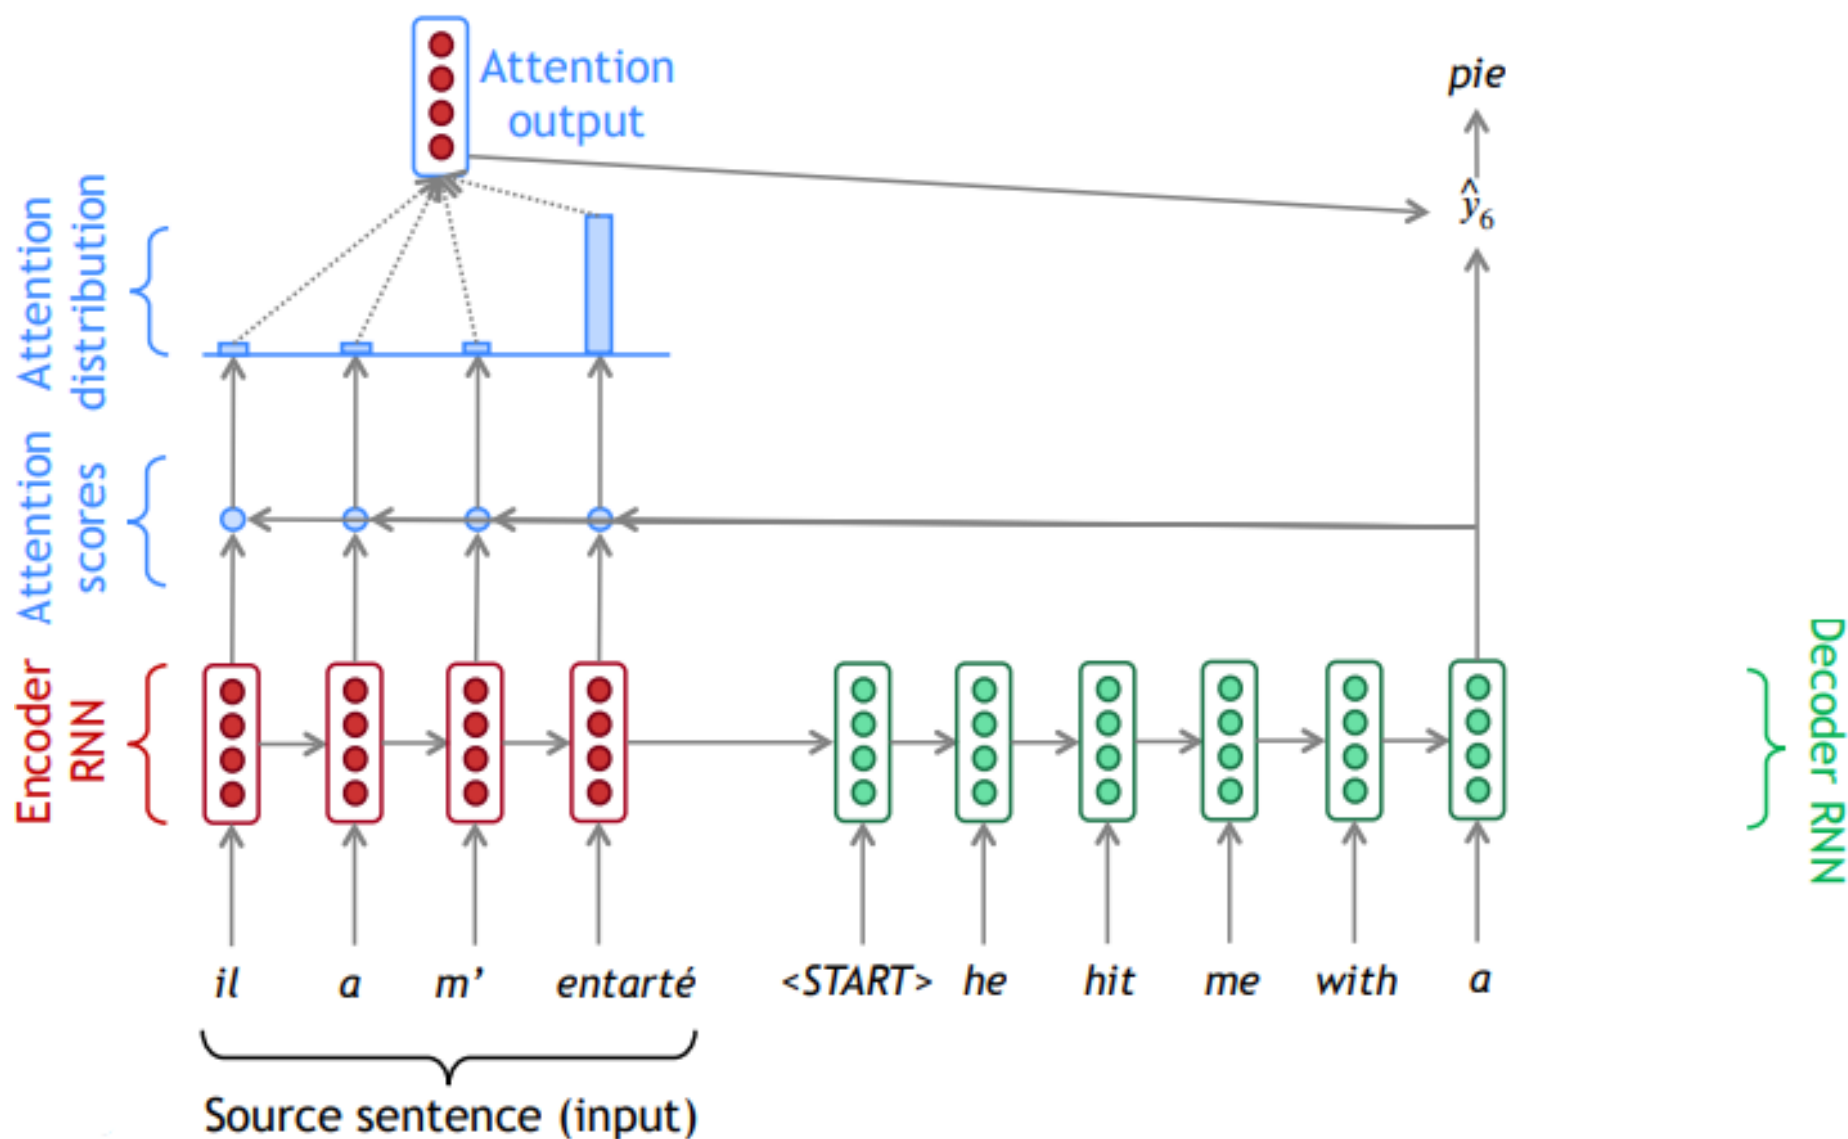 Attention
output
pie
ŷ₆
Attention
distribution
Attention
scores
Encoder
RNN
Decoder RNN
il a m’ entarté <START> he hit me with a
Source sentence (input)